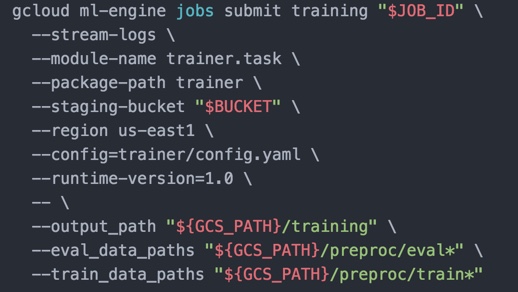 gcloud ml-engine jobs submit training "$JOB_ID" \
--stream-logs \
--module-name trainer.task \
--package-path trainer \
--staging-bucket "$BUCKET" \
--region us-east1 \
--config=trainer/config.yaml \
--runtime-version=1.0 \
-- \
--output_path "${GCS_PATH}/training" \
--eval_data_paths "${GCS_PATH}/preproc/eval*" \
--train_data_paths "${GCS_PATH}/preproc/train*"